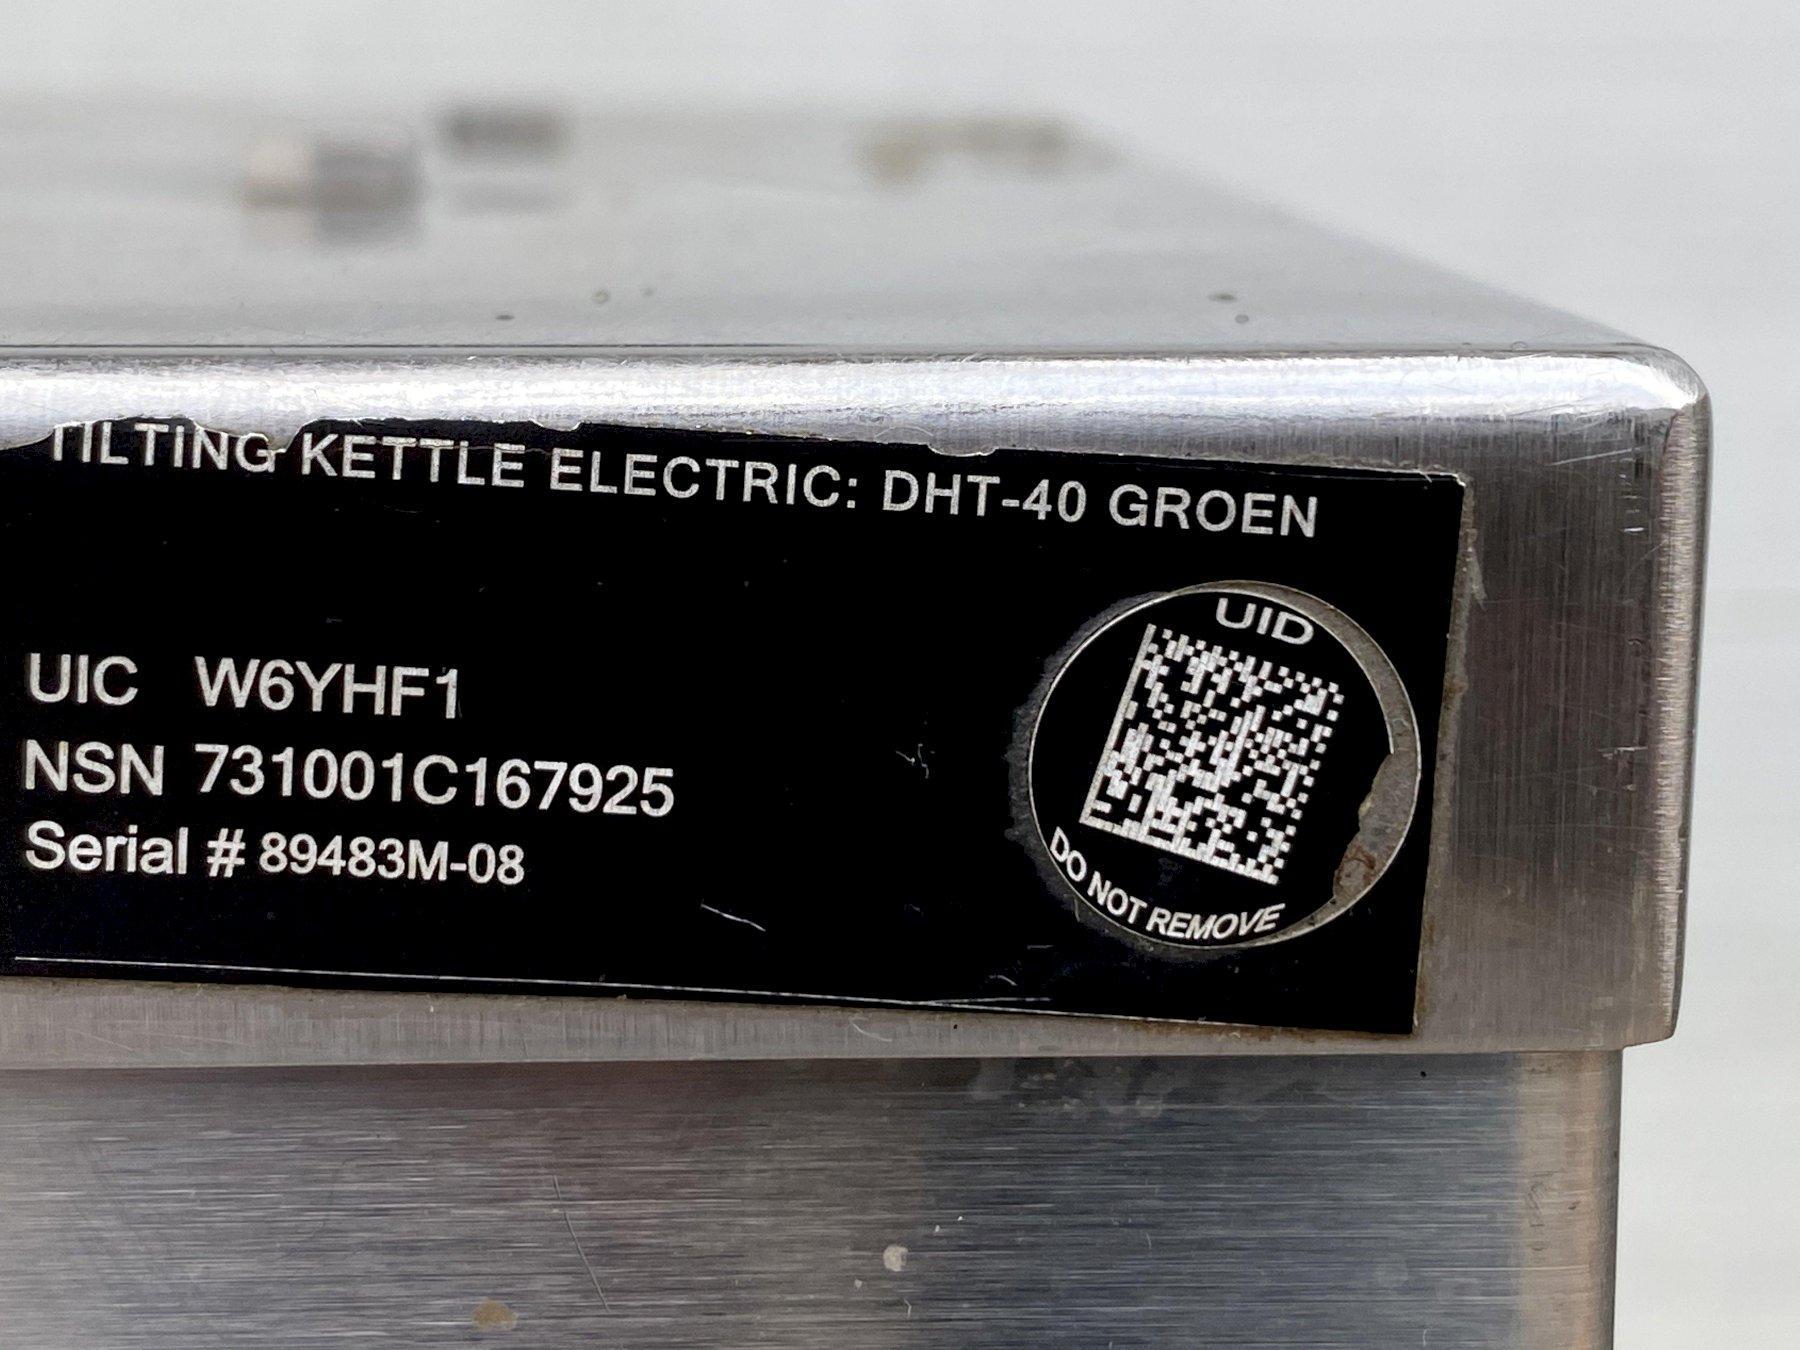 TILTING KETTLE ELECTRIC: DHT-40 GROEN
UIC W6YHF1
NSN 731001C167925
Serial # 89483M-08
UID
DO NOT REMOVE